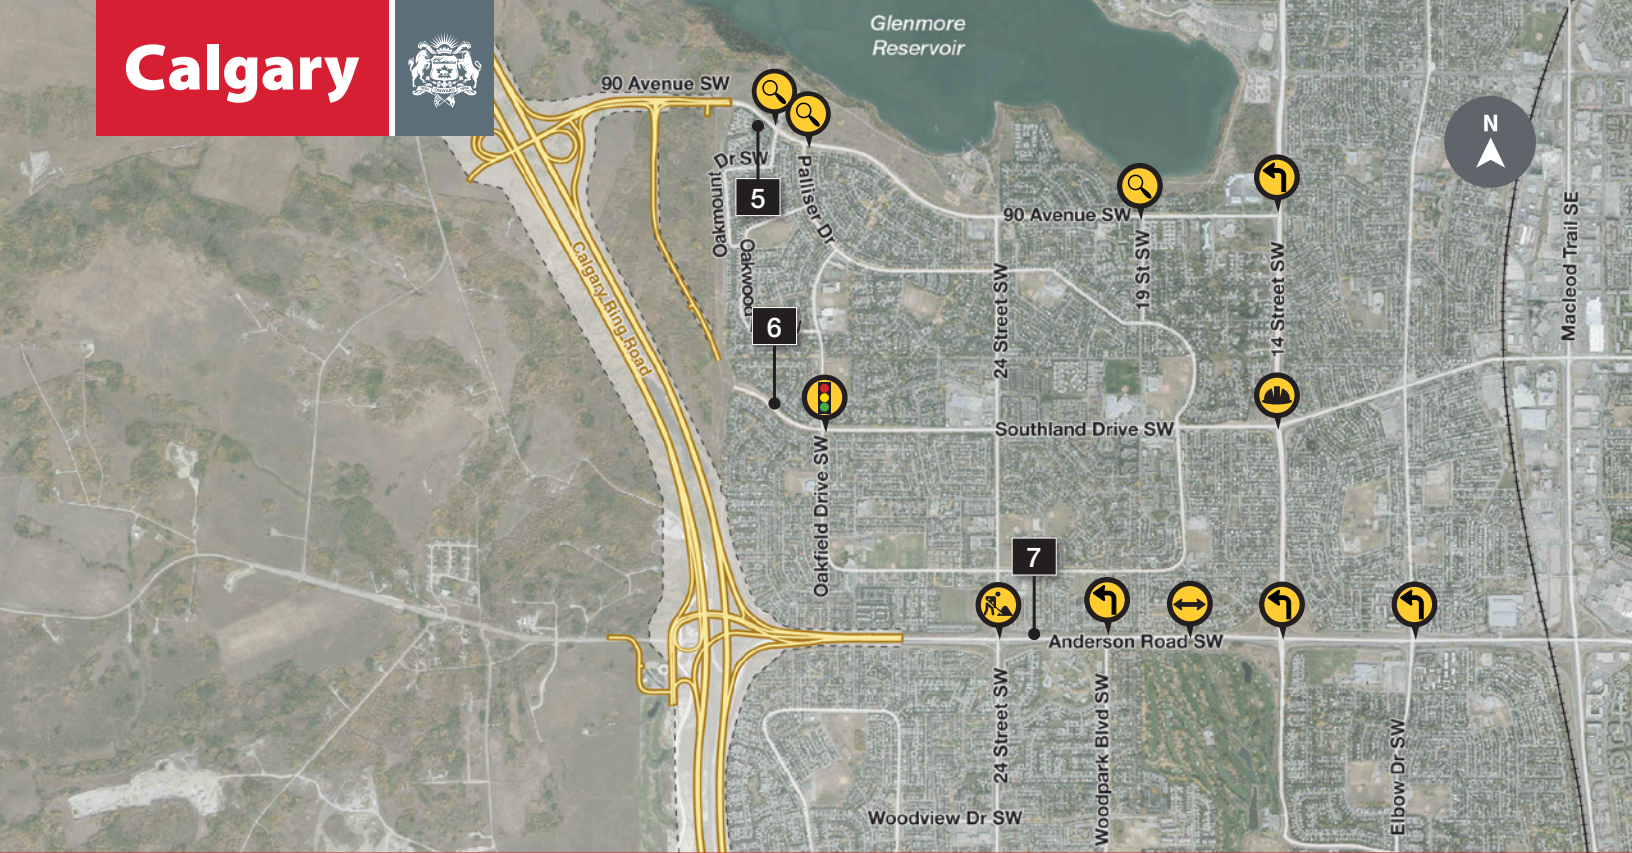 Calgary
Glenmore
Reservoir
90 Avenue SW
N
Oakmount Dr SW
5
Palliser Dr
90 Avenue SW
19 St SW
14 Street SW
Macleod Trail SE
Oakwood
Calgary Ring Road
24 Street SW
6
Southland Drive SW
Oakfield Drive SW
7
Anderson Road SW
24 Street SW
Woodpark Blvd SW
Elbow Dr SW
Woodview Dr SW